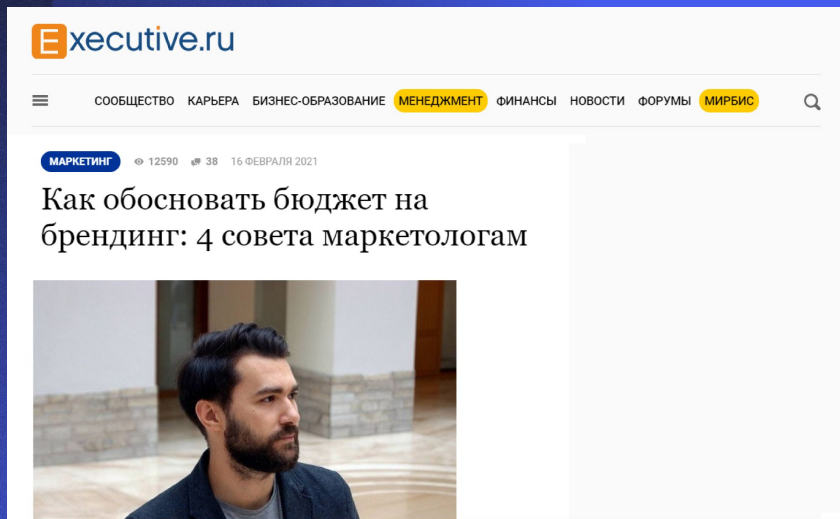 Executive.ru
СООБЩЕСТВО КАРЬЕРА БИЗНЕС-ОБРАЗОВАНИЕ МЕНЕДЖМЕНТ ФИНАНСЫ НОВОСТИ ФОРУМЫ МИРБИС
МАРКЕТИНГ 12590 38 16 ФЕВРАЛЯ 2021
Как обосновать бюджет на
брендинг: 4 совета маркетологам